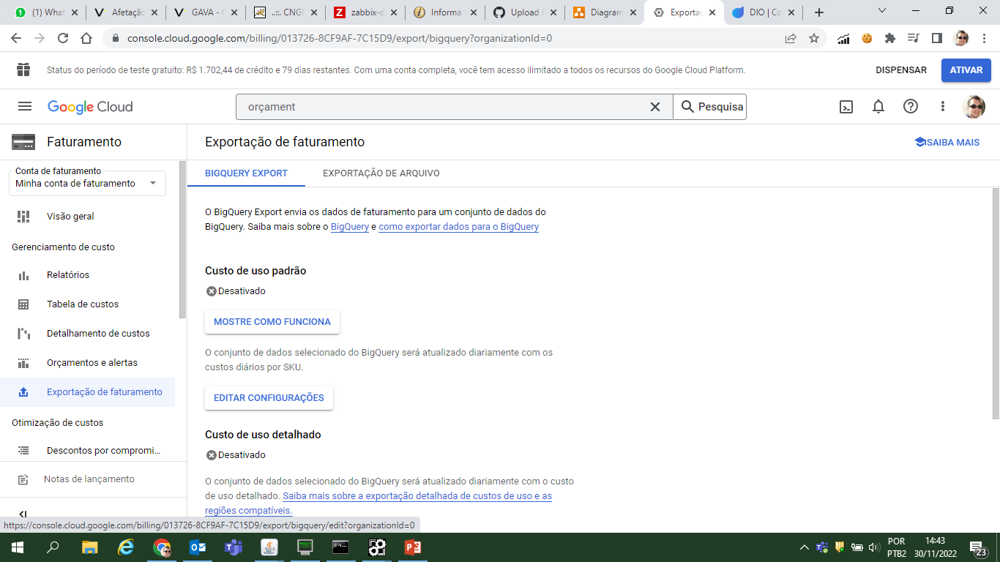 (1) What
Afetação
GAVA - C
..::. CNGF
zabbix-d
Informa
Upload f
Diagram
Exportaç
DIO | Co
console.cloud.google.com/billing/013726-8CF9AF-7C15D9/export/bigquery?organizationId=0
Status do período de teste gratuito: R$ 1.702,44 de crédito e 79 dias restantes. Com uma conta completa, você tem acesso ilimitado a todos os recursos do Google Cloud Platform.
DISPENSAR
ATIVAR
Google Cloud
orçament
Pesquisa
Faturamento
Exportação de faturamento
SAIBA MAIS
Conta de faturamento
Minha conta de faturamento
BIGQUERY EXPORT
EXPORTAÇÃO DE ARQUIVO
Visão geral
Gerenciamento de custo
Relatórios
Tabela de custos
Detalhamento de custos
Orçamentos e alertas
Exportação de faturamento
Otimização de custos
Descontos por compromi...
Notas de lançamento
O BigQuery Export envia os dados de faturamento para um conjunto de dados do
BigQuery. Saiba mais sobre o BigQuery e como exportar dados para o BigQuery
Custo de uso padrão
Desativado
MOSTRE COMO FUNCIONA
O conjunto de dados selecionado do BigQuery será atualizado diariamente com os
custos diários por SKU.
EDITAR CONFIGURAÇÕES
Custo de uso detalhado
Desativado
O conjunto de dados selecionado do BigQuery será atualizado diariamente com o custo
de uso detalhado. Saiba mais sobre a exportação detalhada de custos de uso e as
regiões compatíveis.
https://console.cloud.google.com/billing/013726-8CF9AF-7C15D9/export/bigquery/edit?organizationId=0
POR
PTB2
14:43
30/11/2022
23